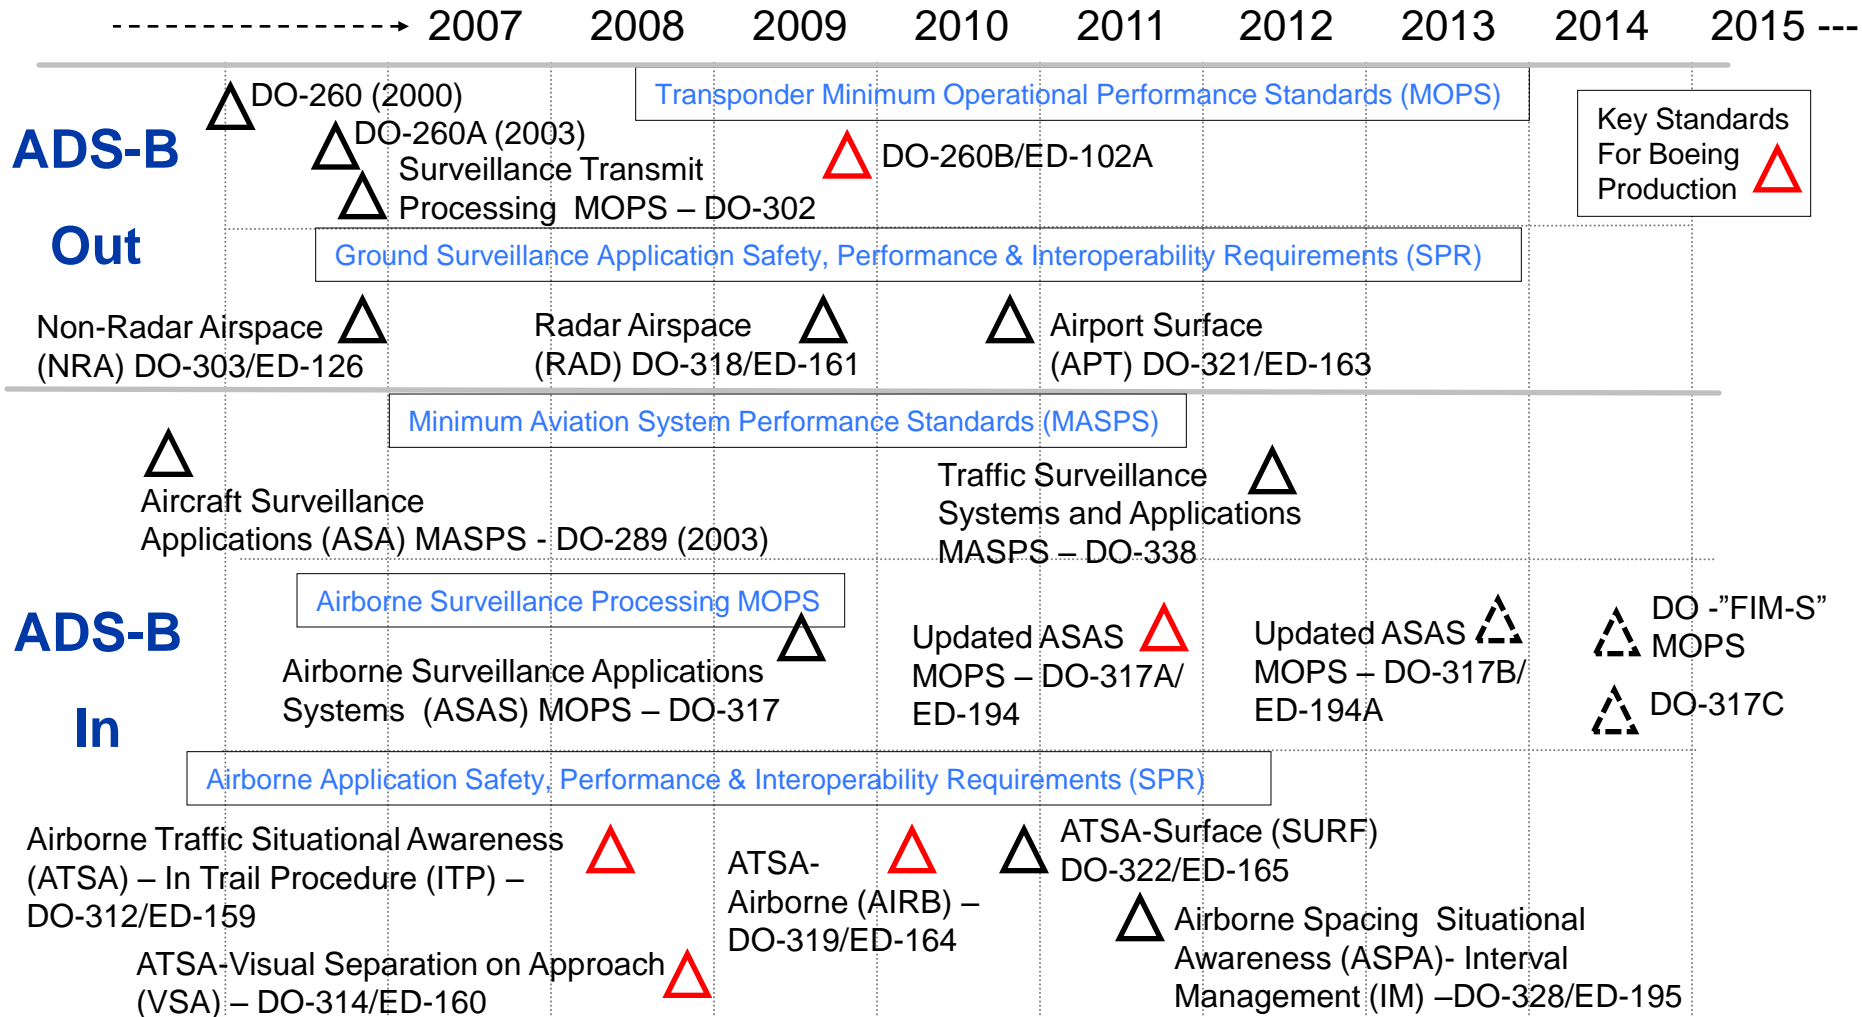 2007 2008 2009 2010 2011 2012 2013 2014 2015 ---
ADS-B
Out
DO-260 (2000)
DO-260A (2003)
Surveillance Transmit
Processing MOPS – DO-302
Transponder Minimum Operational Performance Standards (MOPS)
DO-260B/ED-102A
Key Standards
For Boeing
Production
Ground Surveillance Application Safety, Performance & Interoperability Requirements (SPR)
Non-Radar Airspace
(NRA) DO-303/ED-126
Radar Airspace
(RAD) DO-318/ED-161
Airport Surface
(APT) DO-321/ED-163
ADS-B
In
Minimum Aviation System Performance Standards (MASPS)
Aircraft Surveillance
Applications (ASA) MASPS - DO-289 (2003)
Traffic Surveillance
Systems and Applications
MASPS – DO-338
Airborne Surveillance Processing MOPS
Airborne Surveillance Applications
Systems (ASAS) MOPS – DO-317
Updated ASAS
MOPS – DO-317A/
ED-194
Updated ASAS
MOPS – DO-317B/
ED-194A
DO -”FIM-S”
MOPS
DO-317C
Airborne Application Safety, Performance & Interoperability Requirements (SPR)
Airborne Traffic Situational Awareness
(ATSA) – In Trail Procedure (ITP) –
DO-312/ED-159
ATSA-Visual Separation on Approach
(VSA) – DO-314/ED-160
ATSA-
Airborne (AIRB) –
DO-319/ED-164
ATSA-Surface (SURF)
DO-322/ED-165
Airborne Spacing Situational
Awareness (ASPA)- Interval
Management (IM) –DO-328/ED-195